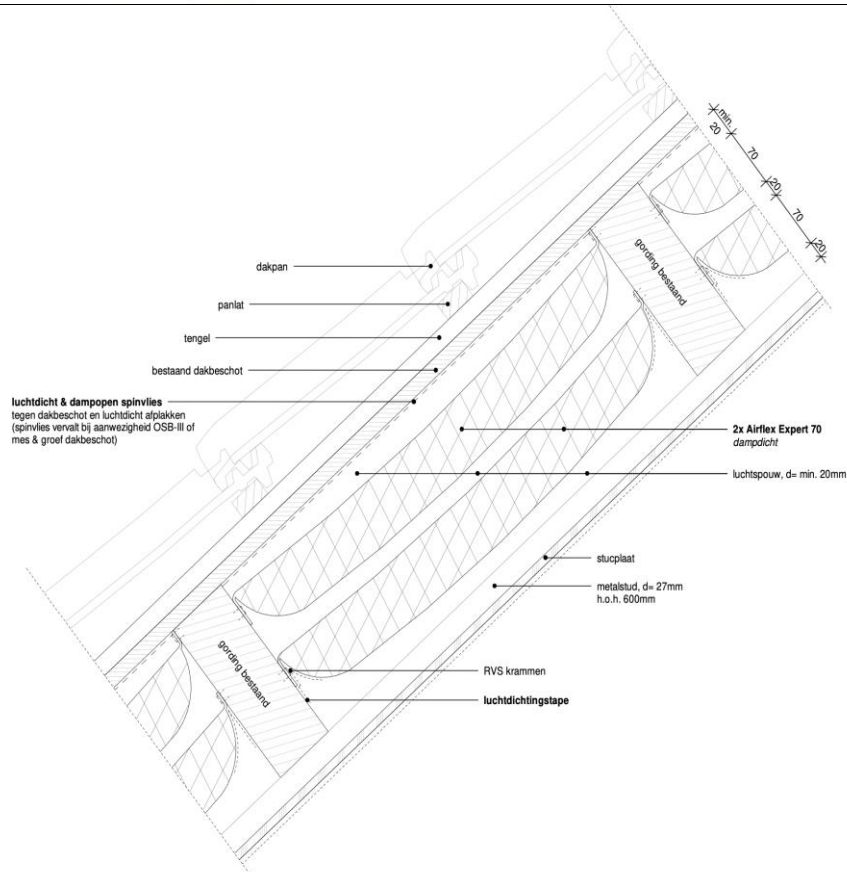 min.
20
70
20
70
20
gording bestaand
dakpan
panlat
tengel
bestaand dakbeschot
luchtdicht & dampopen spinvlies
tegen dakbeschot en luchtdicht afplakken
(spinvlies vervalt bij aanwezigheid OSB-III of
mes & groef dakbeschot)
2x Airflex Expert 70
dampdicht
luchtspouw, d= min. 20mm
stucplaat
metalstud, d= 27mm
h.o.h. 600mm
gording bestaand
RVS krammen
luchtdichtingstape